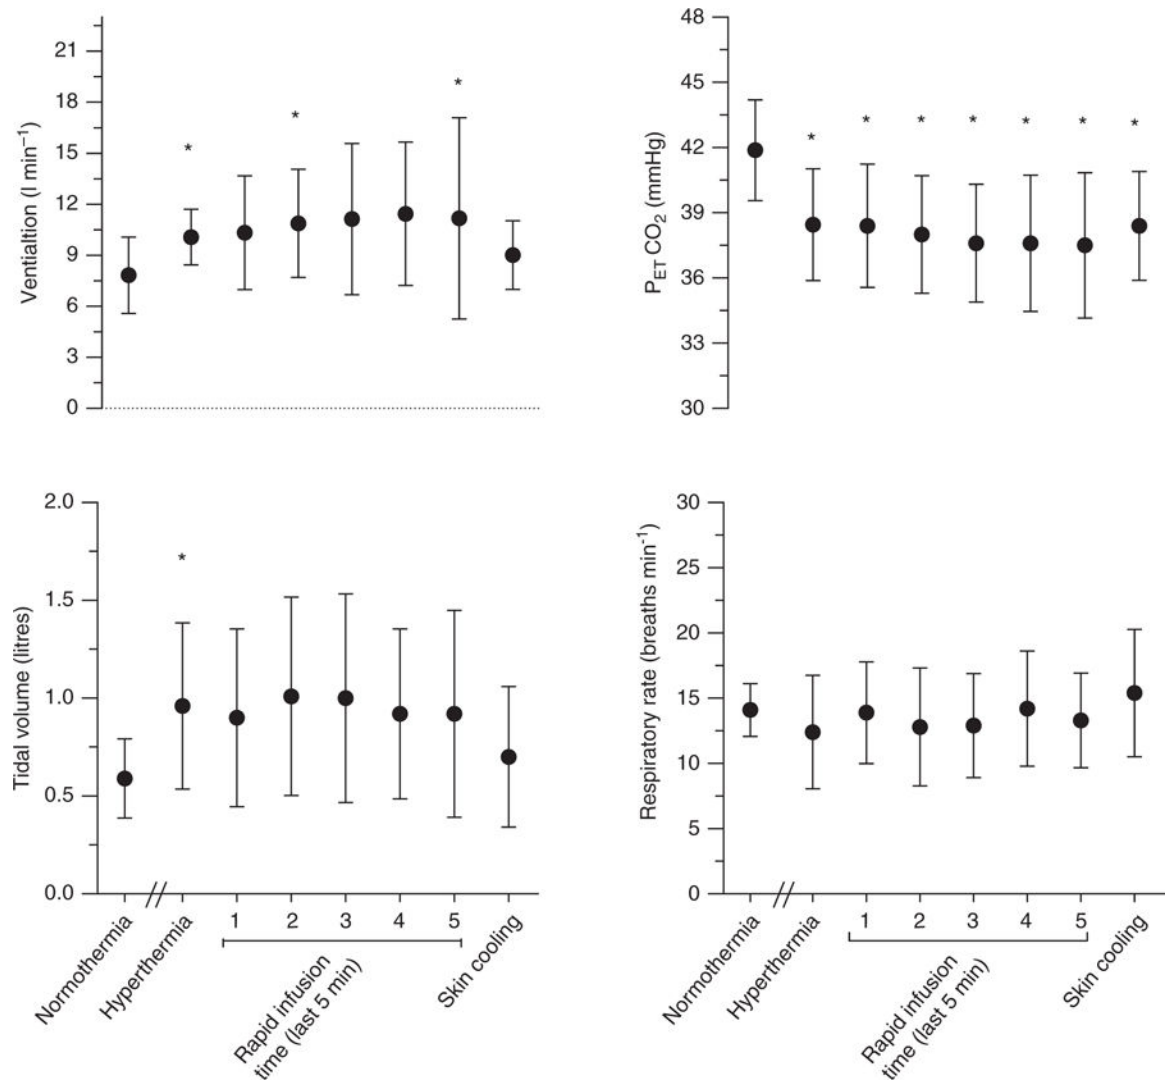 21
18
15
12
9
6
3
0
Ventialtion (l min⁻¹)
*
*
*
48
45
42
39
36
33
30
P_ET CO₂ (mmHg)
*
*
*
*
*
*
*
2.0
1.5
1.0
0.5
0.0
Tidal volume (litres)
*
Normothermia
Hyperthermia
1 2 3 4 5
Rapid infusion
time (last 5 min)
Skin cooling
30
25
20
15
10
5
0
Respiratory rate (breaths min⁻¹)
Normothermia
Hyperthermia
1 2 3 4 5
Rapid infusion
time (last 5 min)
Skin cooling